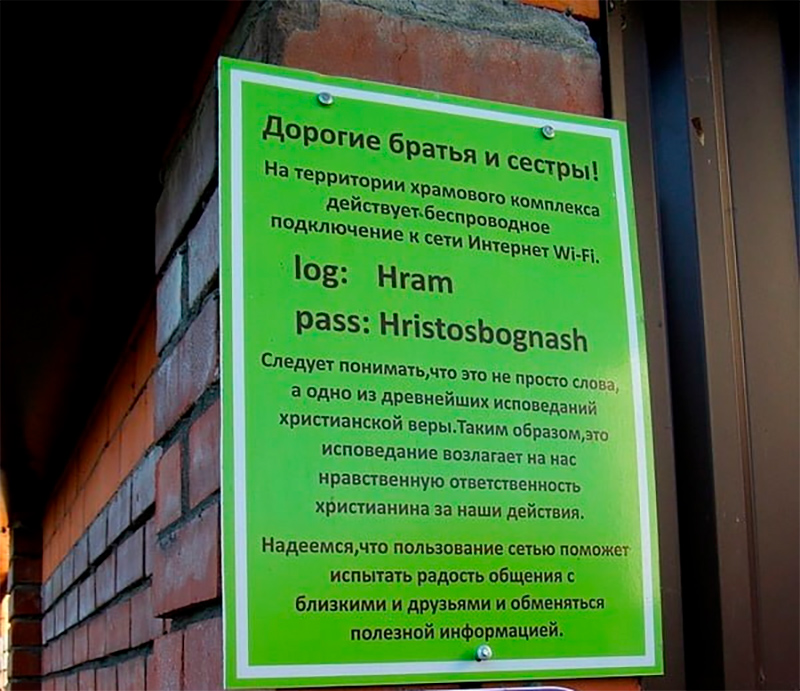 Дорогие братья и сестры!
На территории храмового комплекса
действует беспроводное
подключение к сети Интернет Wi-Fi.
log: Hram
pass: Hristosbognash
Следует понимать,что это не просто слова,
а одно из древнейших исповеданий
христианской веры.Таким образом,это
исповедание возлагает на нас
нравственную ответственность
христианина за наши действия.
Надеемся,что пользование сетью поможет
испытать радость общения с
близкими и друзьями и обменяться
полезной информацией.